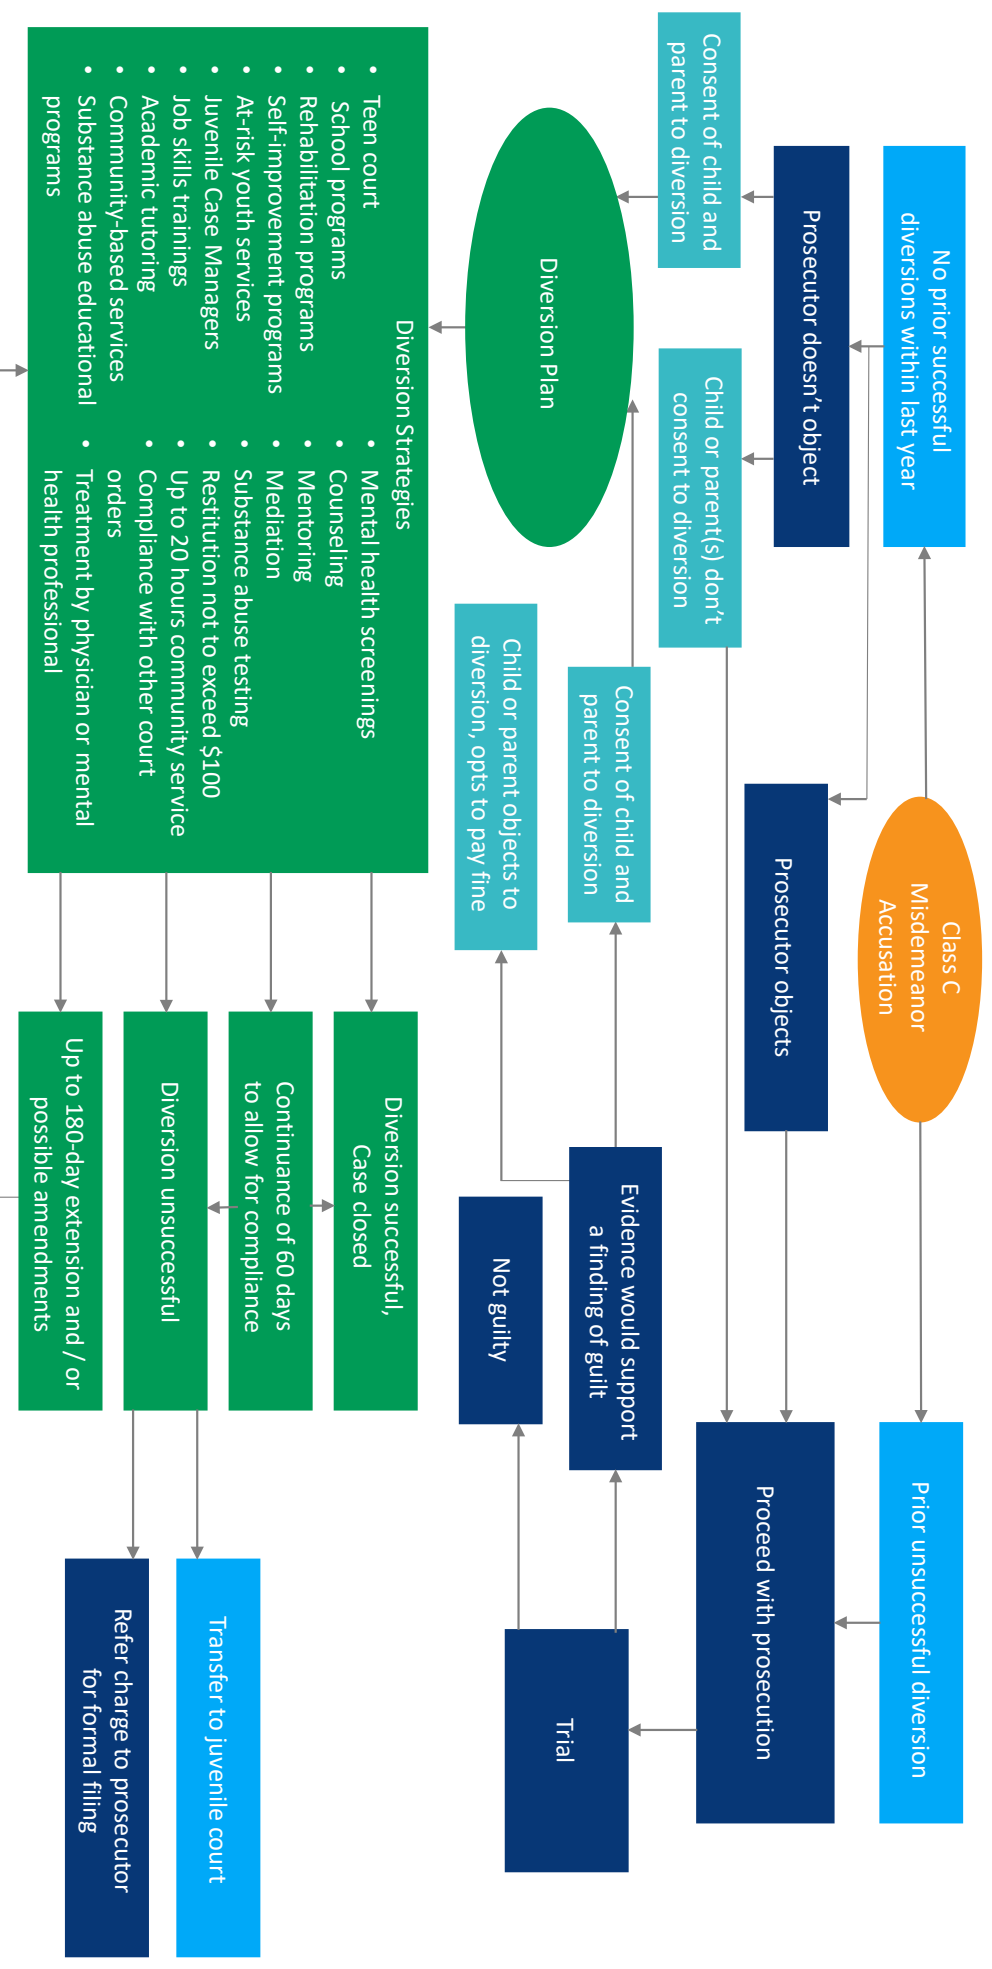 Class C
Misdemeanor
Accusation
No prior successful
diversions within last year
Prior unsuccessful diversion
Prosecutor doesn't object
Prosecutor objects
Proceed with prosecution
Consent of child and
parent to diversion
Child or parent(s) don't
consent to diversion
Consent of child and
parent to diversion
Evidence would support
a finding of guilt
Trial
Diversion Plan
Child or parent objects to
diversion, opts to pay fine
Not guilty
Diversion Strategies
• Teen court
• School programs
• Rehabilitation programs
• Self-improvement programs
• At-risk youth services
• Juvenile Case Managers
• Job skills trainings
• Academic tutoring
• Community-based services
• Substance abuse educational
programs
• Mental health screenings
• Counseling
• Mentoring
• Mediation
• Substance abuse testing
• Restitution not to exceed $100
• Up to 20 hours community service
• Compliance with other court
orders
• Treatment by physician or mental
health professional
Diversion successful,
Case closed
Continuance of 60 days
to allow for compliance
Diversion unsuccessful
Up to 180-day extension and / or
possible amendments
Transfer to juvenile court
Refer charge to prosecutor
for formal filing